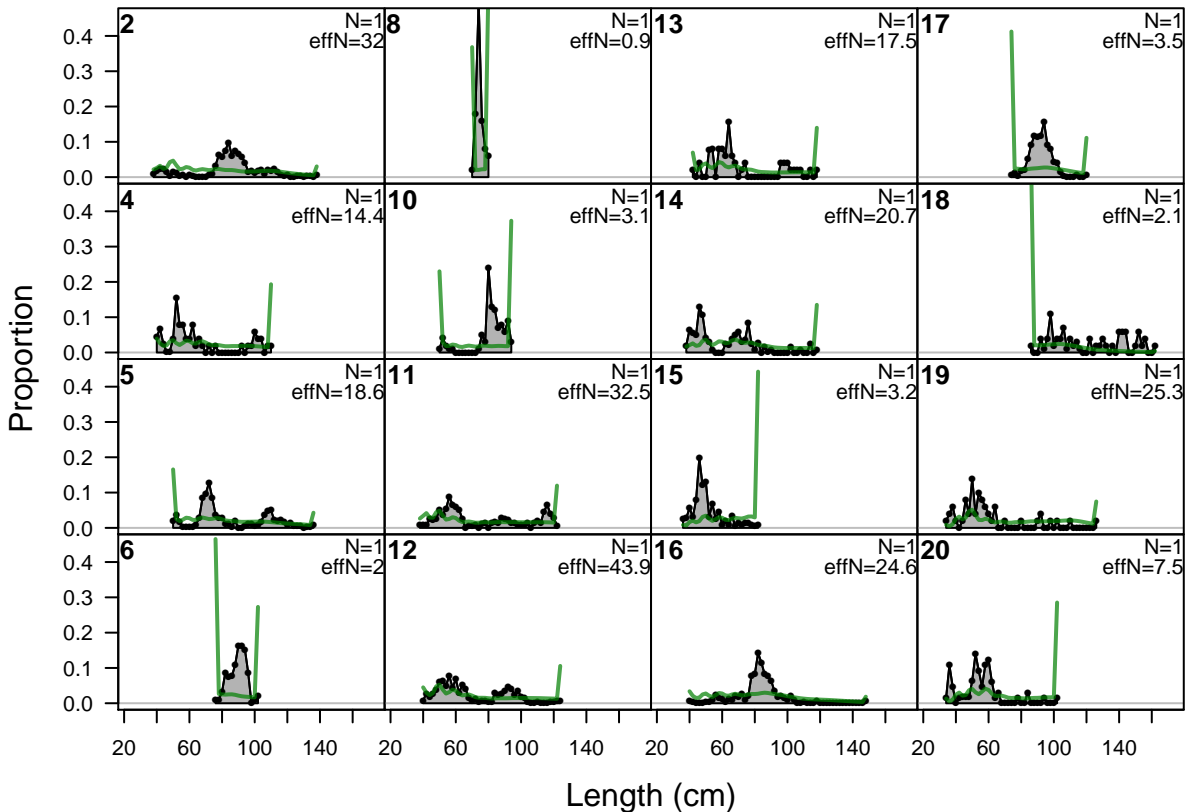 2 N=1 8 N=1 13 N=1 17 N=1
effN=32 effN=0.9 effN=17.5 effN=3.5
0.4
0.3
0.2
0.1
0.0
4 N=1 10 N=1 14 N=1 18 N=1
effN=14.4 effN=3.1 effN=20.7 effN=2.1
0.4
0.3
0.2
0.1
0.0
5 N=1 11 N=1 15 N=1 19 N=1
effN=18.6 effN=32.5 effN=3.2 effN=25.3
0.4
0.3
0.2
0.1
0.0
6 N=1 12 N=1 16 N=1 20 N=1
effN=2 effN=43.9 effN=24.6 effN=7.5
0.4
0.3
0.2
0.1
0.0
Proportion
20 60 100 140 20 60 100 140 20 60 100 140 20 60 100 140
Length (cm)